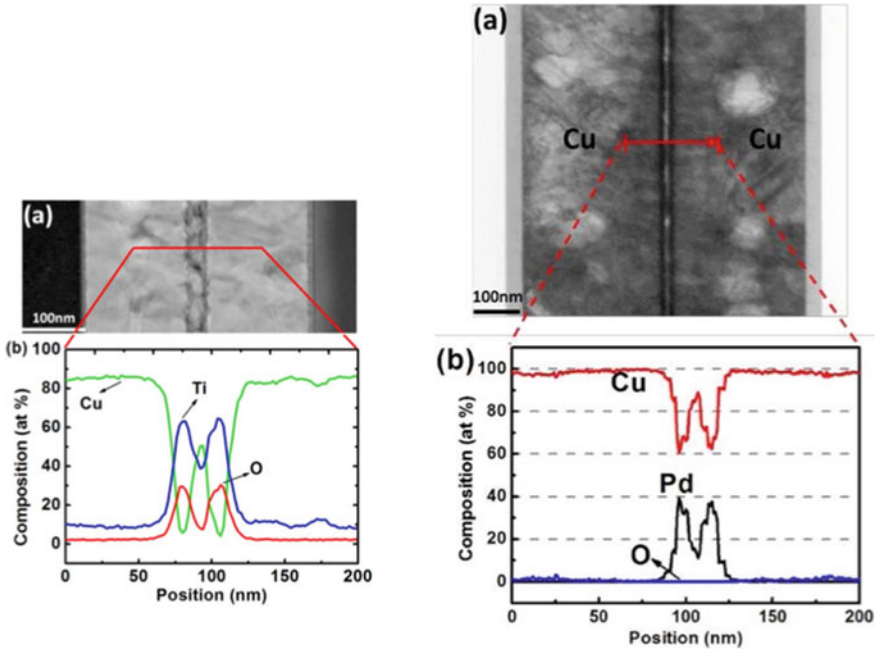 (a)
100nm
(b)
100
80
60
40
20
0
Composition (at %)
Cu
Ti
O
0 50 75 100 125 150 200
Position (nm)
(a)
Cu Cu
100nm
(b)
100
80
60
40
20
0
Composition (at %)
Cu
Pd
O
0 50 100 150 200
Position (nm)